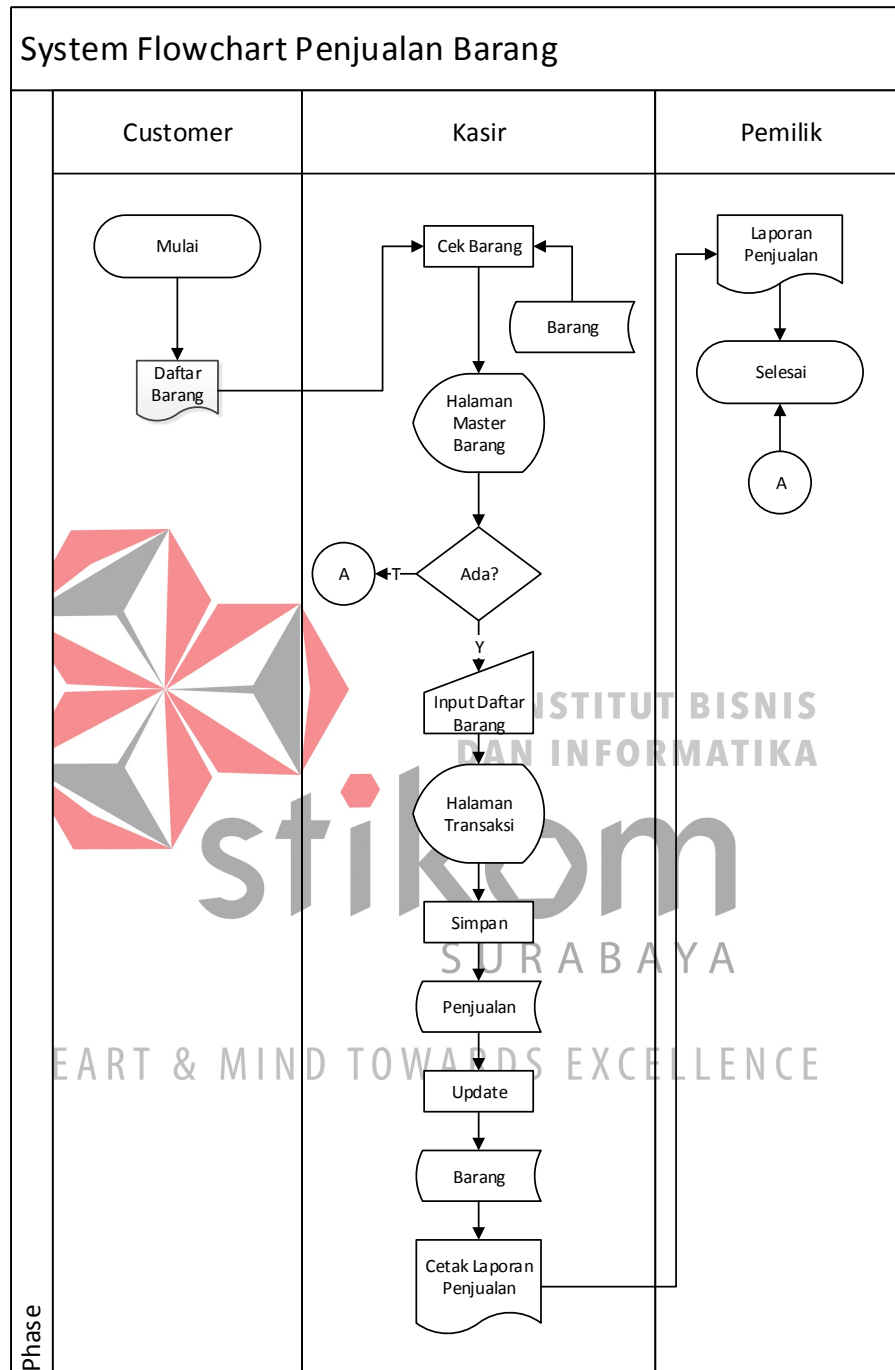 System Flowchart Penjualan Barang
Customer
Kasir
Pemilik
Mulai
Cek Barang
Laporan
Penjualan
Barang
Daftar
Barang
Halaman
Master
Barang
Selesai
A
A
T
Ada?
Y
Input Daftar
Barang
NSTITUT BISNIS
DAN INFORMATIKA
Halaman
Transaksi
stikom
Simpan
SURABAYA
Penjualan
EART & MIND TOWARDS EXCELLENCE
Update
Barang
Cetak Laporan
Penjualan
Phase